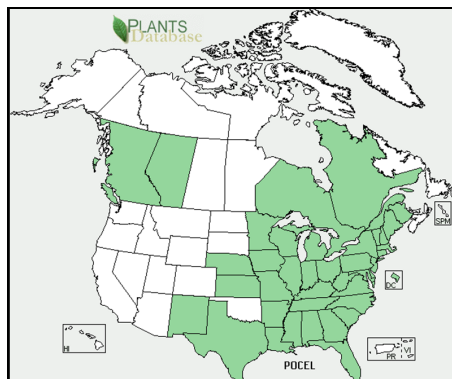 PLANTS
Database
SPM
DC
HI
PR VI
POCEL